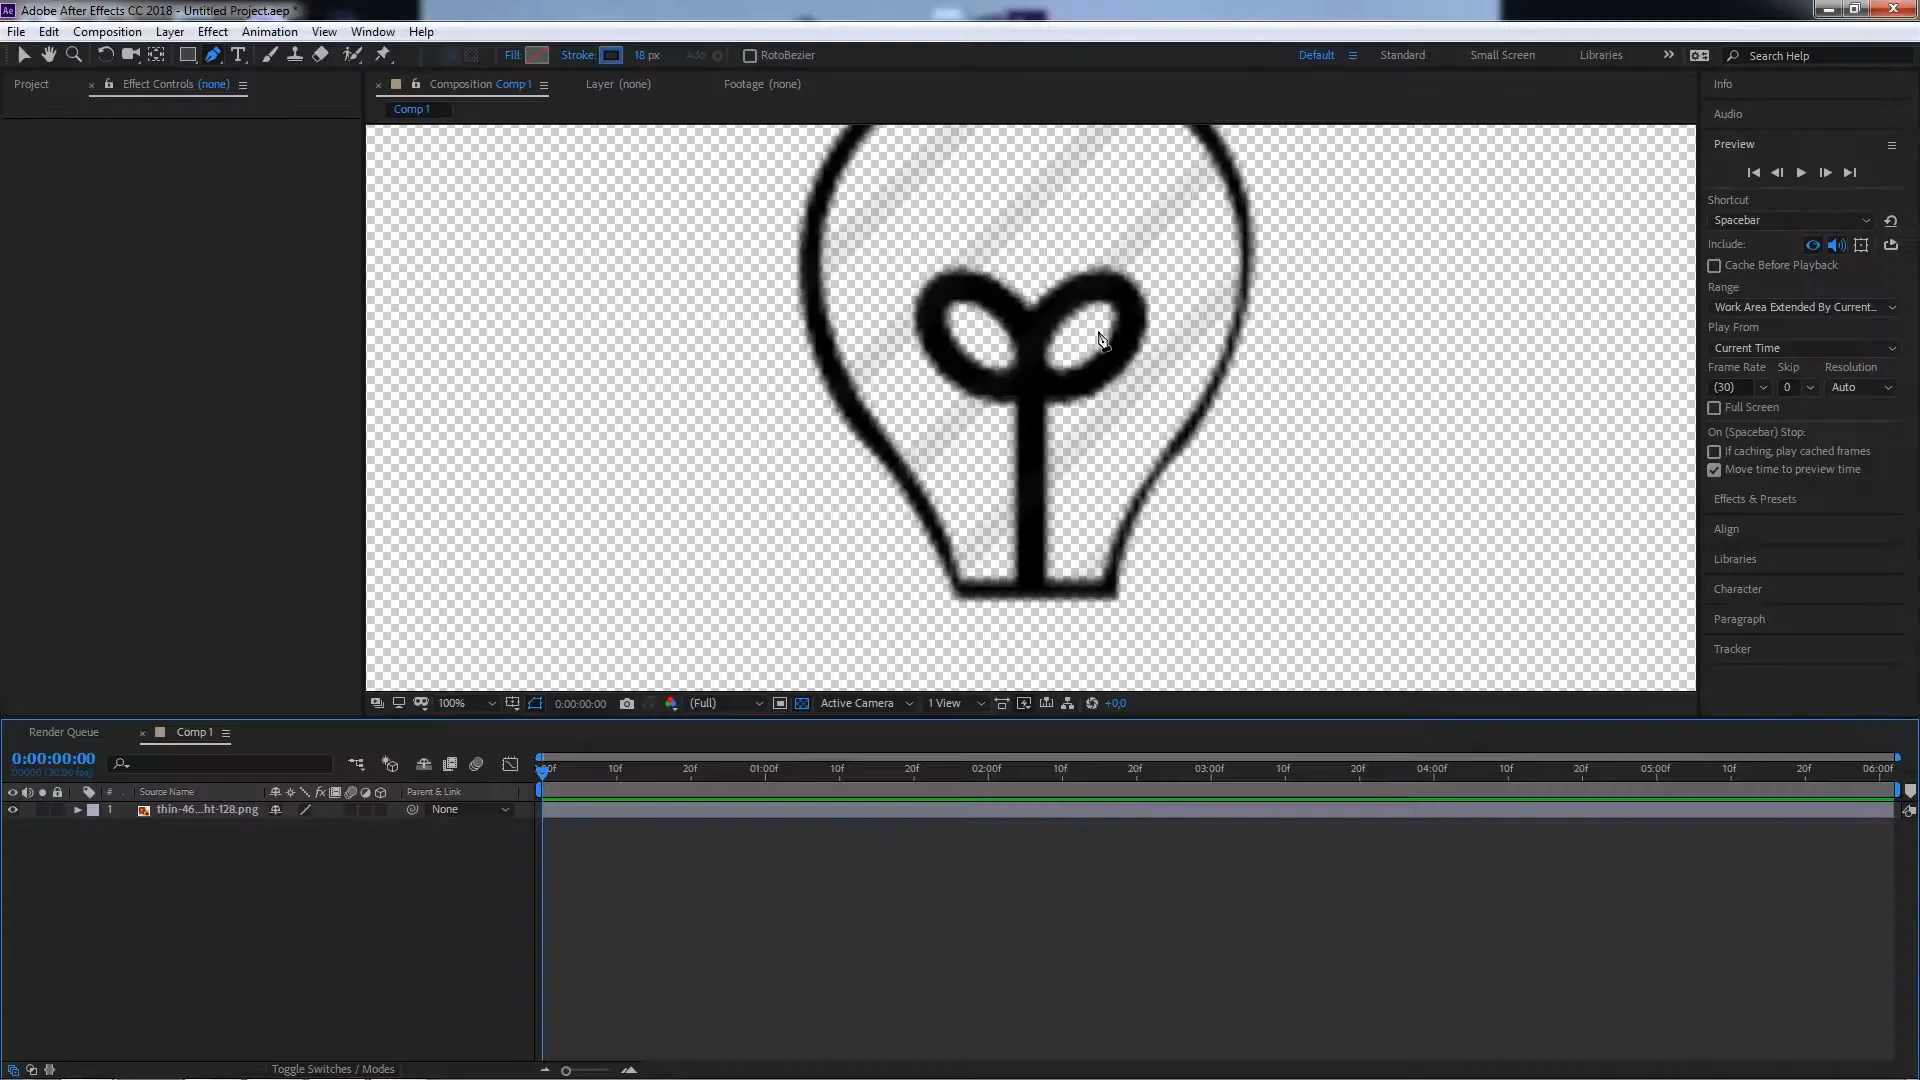 Adobe After Effects CC 2018 - Untitled Project.aep *
File Edit Composition Layer Effect Animation View Window Help
Fill: Stroke: 18 px Add: RotoBezier Default Standard Small Screen Libraries Search Help
Project Effect Controls (none) Composition Comp 1 Layer (none) Footage (none)
Comp 1
Info
Audio
Preview
Shortcut
Spacebar
Include:
Cache Before Playback
Range
Work Area Extended By Current...
Play From
Current Time
Frame Rate Skip Resolution
(30) 0 Auto
Full Screen
On (Spacebar) Stop:
If caching, play cached frames
Move time to preview time
Effects & Presets
Align
Libraries
Character
Paragraph
Tracker
100% 0:00:00:00 (Full) Active Camera 1 View +0,0
Render Queue Comp 1
0:00:00:00
00000 (30.00 fps)
10f 20f 01:00f 10f 20f 02:00f 10f 20f 03:00f 10f 20f 04:00f 10f 20f 05:00f 10f 20f 06:00f
# Source Name fx Parent & Link
1 thin-46...ht-128.png None
Toggle Switches / Modes